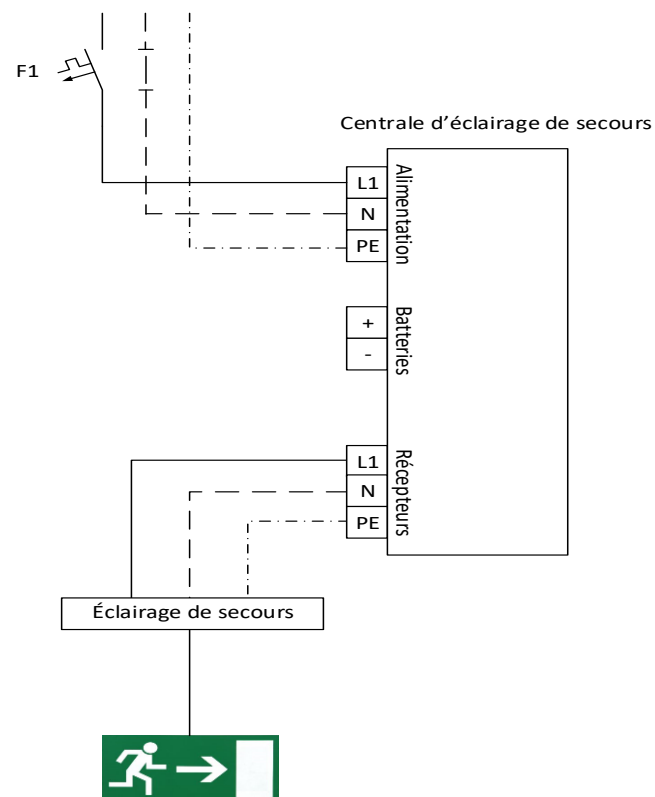 F1
Centrale d’éclairage de secours
L1
N
PE
Alimentation
+
-
Batteries
L1
N
PE
Récepteurs
Éclairage de secours